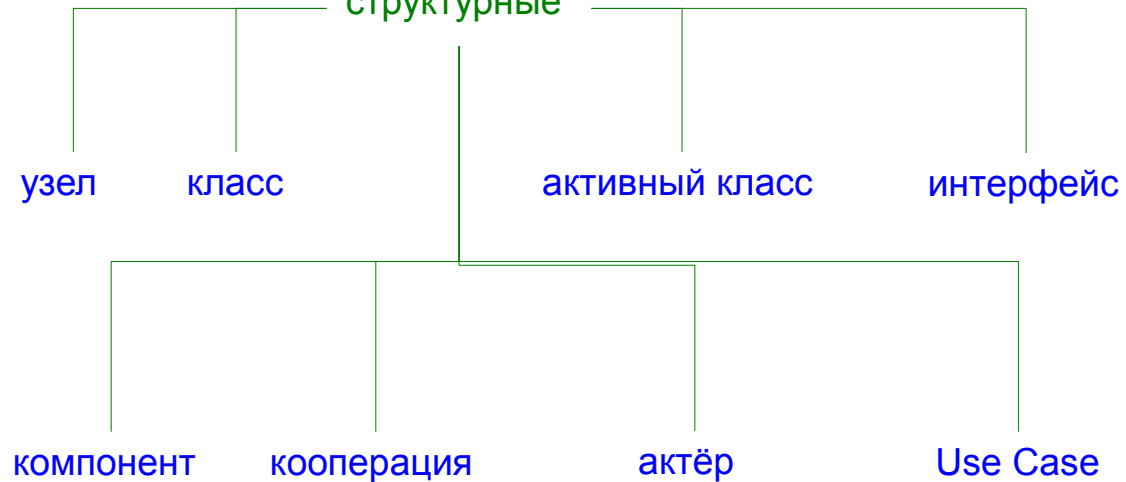 структурные
узел класс активный класс интерфейс
компонент кооперация актёр Use Case